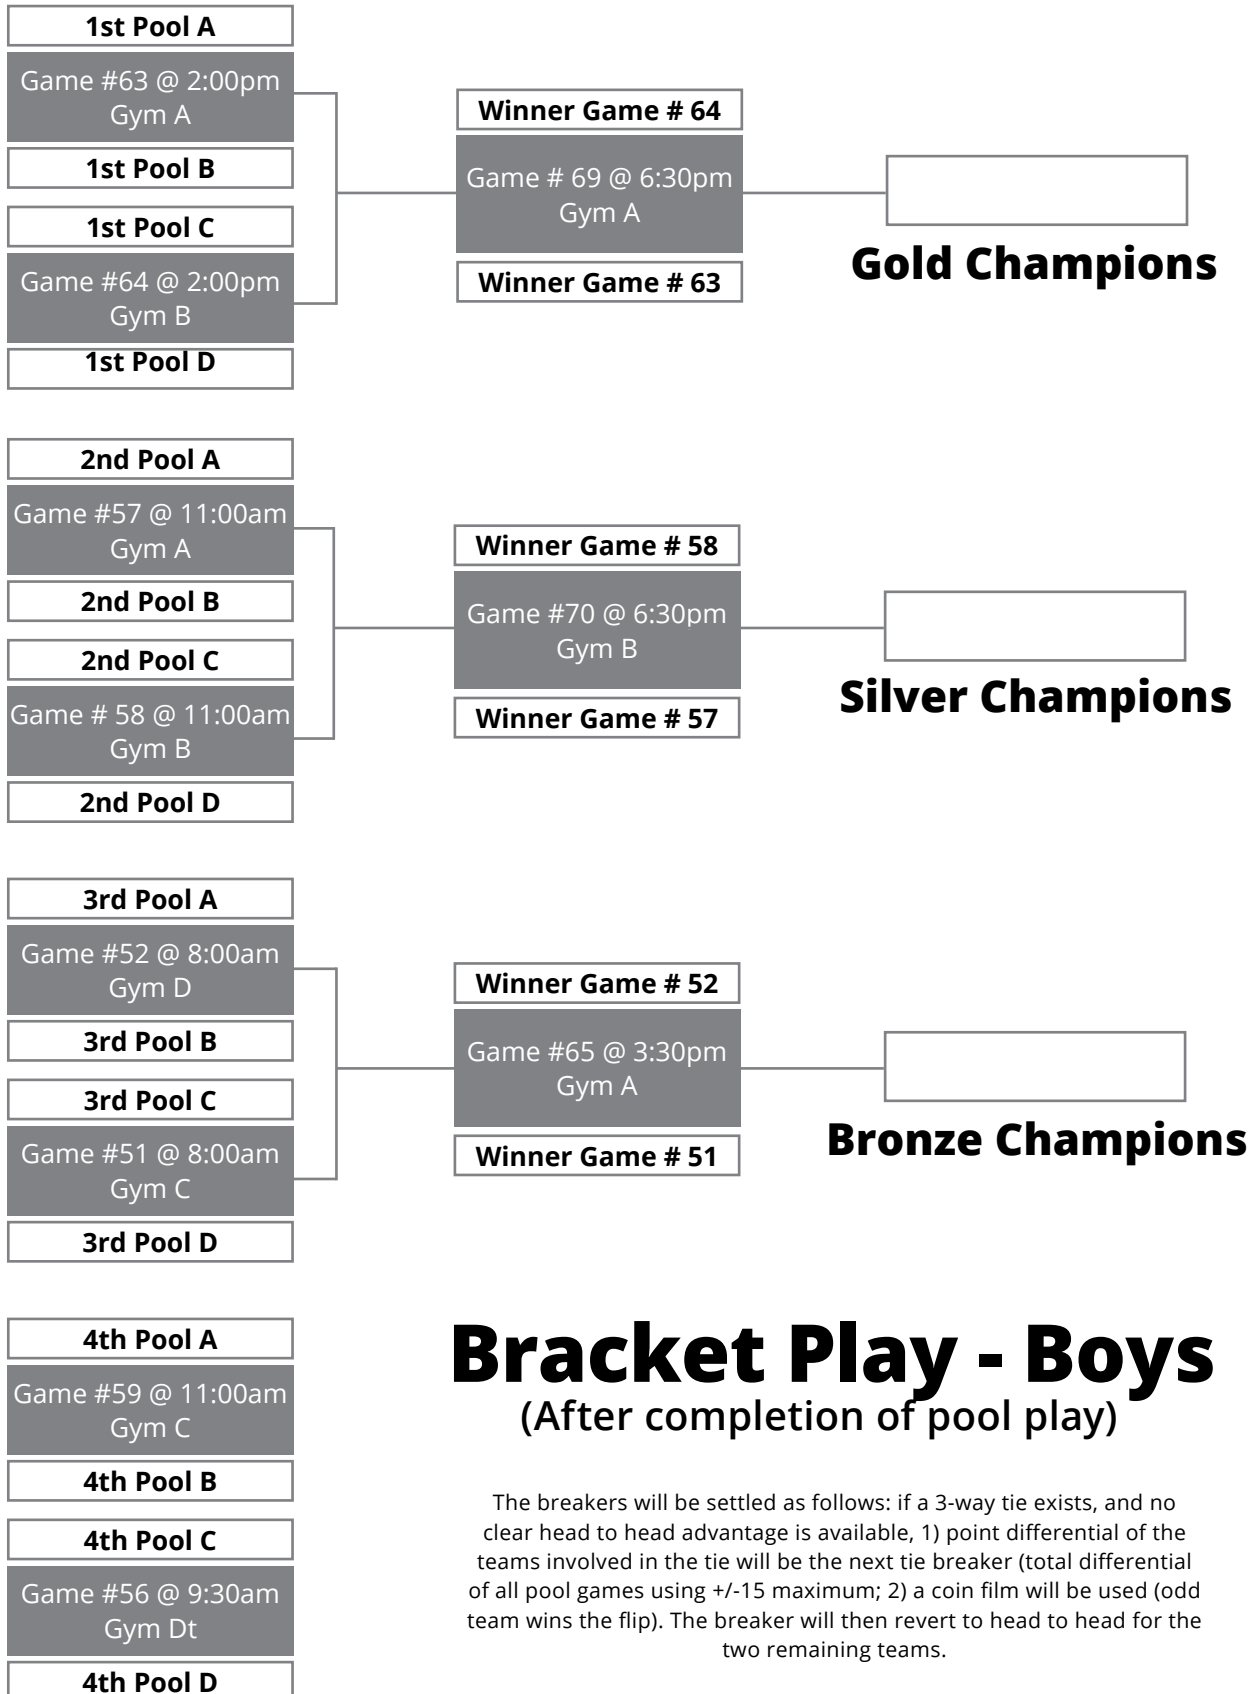 1st Pool A
Game #63 @ 2:00pm
Gym A
1st Pool B
1st Pool C
Game #64 @ 2:00pm
Gym B
1st Pool D
Winner Game # 64
Game # 69 @ 6:30pm
Gym A
Winner Game # 63
Gold Champions
2nd Pool A
Game #57 @ 11:00am
Gym A
2nd Pool B
2nd Pool C
Game # 58 @ 11:00am
Gym B
2nd Pool D
Winner Game # 58
Game #70 @ 6:30pm
Gym B
Winner Game # 57
Silver Champions
3rd Pool A
Game #52 @ 8:00am
Gym D
3rd Pool B
3rd Pool C
Game #51 @ 8:00am
Gym C
3rd Pool D
Winner Game # 52
Game #65 @ 3:30pm
Gym A
Winner Game # 51
Bronze Champions
4th Pool A
Game #59 @ 11:00am
Gym C
4th Pool B
4th Pool C
Game #56 @ 9:30am
Gym Dt
4th Pool D
Bracket Play - Boys
(After completion of pool play)
The breakers will be settled as follows: if a 3-way tie exists, and no
clear head to head advantage is available, 1) point differential of the
teams involved in the tie will be the next tie breaker (total differential
of all pool games using +/-15 maximum; 2) a coin film will be used (odd
team wins the flip). The breaker will then revert to head to head for the
two remaining teams.